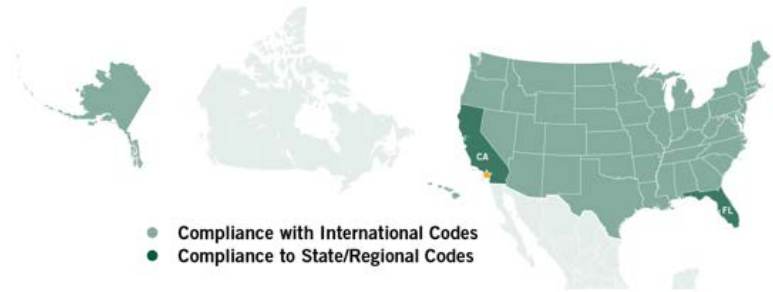 CA
FL
Compliance with International Codes
Compliance to State/Regional Codes